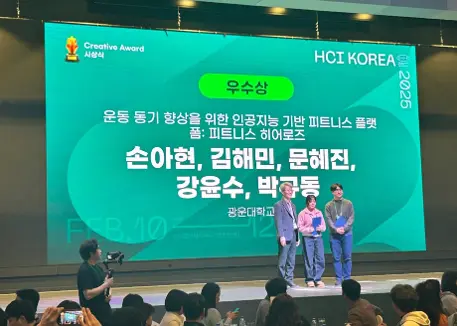 Creative Award
시상식
HCI KOREA
2025
우수상
운동 동기 향상을 위한 인공지능 기반 피트니스 플랫
폼: 피트니스 히어로즈
손아현, 김해민, 문혜진,
강윤수, 박규동
광운대학교
FEB.10